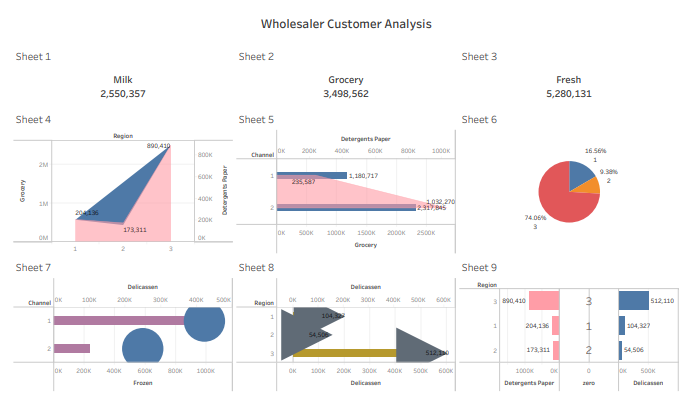 Wholesaler Customer Analysis
Sheet 1
Sheet 2
Sheet 3
Milk
2,550,357
Grocery
3,498,562
Fresh
5,280,131
Sheet 4
Sheet 5
Sheet 6
Region
Grocery
2M
1M
0M
890,410
204,136
173,311
800K
600K
400K
200K
0K
Detergents Paper
1 2 3
Detergents Paper
0K 200K 400K 600K 800K 1000K
Channel
1
2
1,180,717
235,587
1,032,270
2,317,845
0K 500K 1000K 1500K 2000K 2500K
Grocery
16.56%
1
9.38%
2
74.06%
3
Sheet 7
Sheet 8
Sheet 9
Delicassen
Channel
0K 100K 200K 300K 400K 500K
1
2
0K 200K 400K 600K 800K 1000K
Frozen
Delicassen
Region
0K 200K 400K 600K
1
2
3
104,327
54,506
512,110
0K 100K 200K 300K 400K 500K 600K
Delicassen
Region
3 890,410 3 512,110
1 204,136 1 104,327
2 173,311 2 54,506
1000K 0K 0 0K 500K
Detergents Paper zero Delicassen